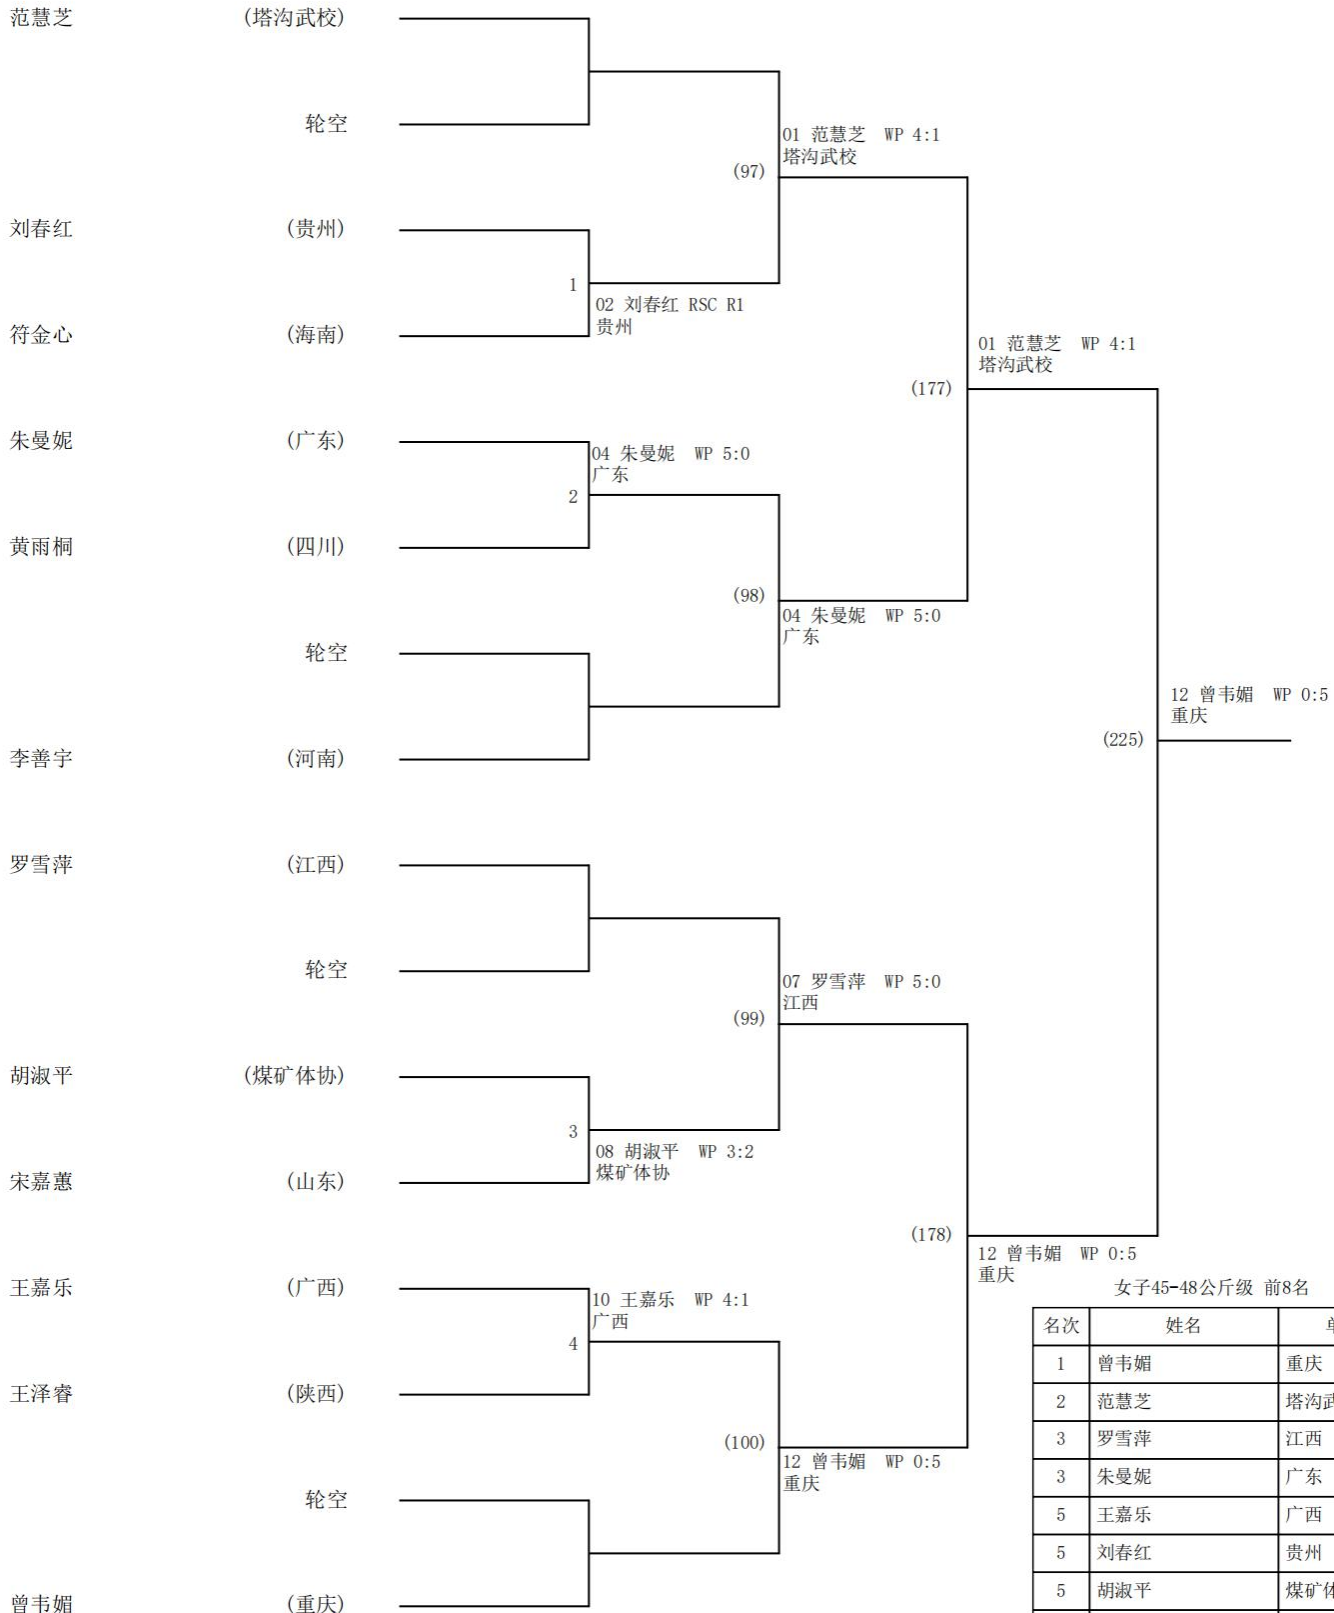 范慧芝 (塔沟武校)
轮空
01 范慧芝 WP 4:1
塔沟武校
(97)
刘春红 (贵州)
1
02 刘春红 RSC R1
贵州
符金心 (海南)
01 范慧芝 WP 4:1
塔沟武校
(177)
朱曼妮 (广东)
04 朱曼妮 WP 5:0
广东
2
黄雨桐 (四川)
(98)
04 朱曼妮 WP 5:0
广东
轮空
12 曾韦媚 WP 0:5
重庆
(225)
李善宇 (河南)
罗雪萍 (江西)
轮空
07 罗雪萍 WP 5:0
江西
(99)
胡淑平 (煤矿体协)
3
08 胡淑平 WP 3:2
煤矿体协
宋嘉蕙 (山东)
(178)
12 曾韦媚 WP 0:5
重庆
王嘉乐 (广西)
10 王嘉乐 WP 4:1
广西
4
王泽睿 (陕西)
(100)
12 曾韦媚 WP 0:5
重庆
轮空
曾韦媚 (重庆)
女子45-48公斤级 前8名
名次 姓名
1 曾韦媚 重庆
2 范慧芝 塔沟
3 罗雪萍 江西
3 朱曼妮 广东
5 王嘉乐 广西
5 刘春红 贵州
5 胡淑平 煤矿